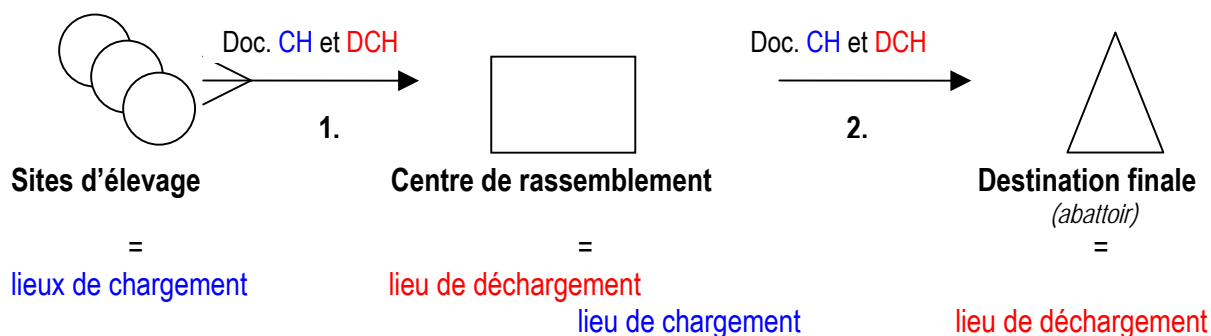 Doc. CH et DCH Doc. CH et DCH
1. 2.
Sites d’élevage Centre de rassemblement Destination finale
(abattoir)
= = =
lieux de chargement lieu de déchargement
lieu de chargement lieu de déchargement